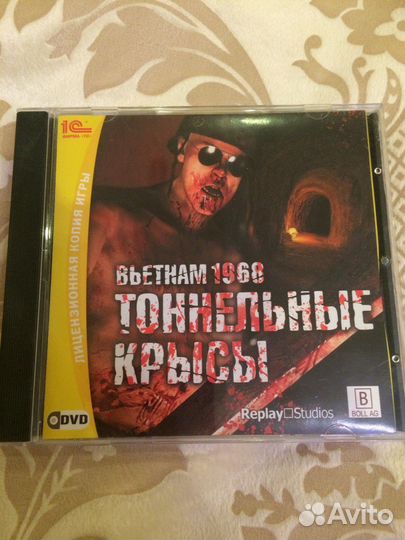 1С
ФИРМА «1С»
ЛИЦЕНЗИОННАЯ КОПИЯ ИГРЫ
ВЬЕТНАМ 1968
ТОННЕЛЬНЫЕ
КРЫСЫ
Replay Studios
B
BOLL AG
DVD
Avito